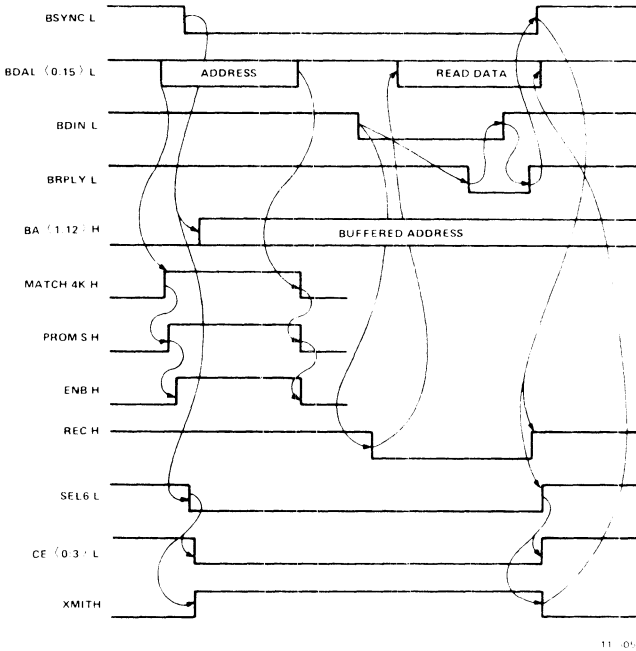 BSYNC L
BDAL ⟨0.15⟩ L
ADDRESS
READ DATA
BDIN L
BRPLY L
BA ⟨1.12⟩ H
BUFFERED ADDRESS
MATCH 4K H
PROM S H
ENB H
REC H
SEL6 L
CE ⟨0:3⟩ L
XMITH